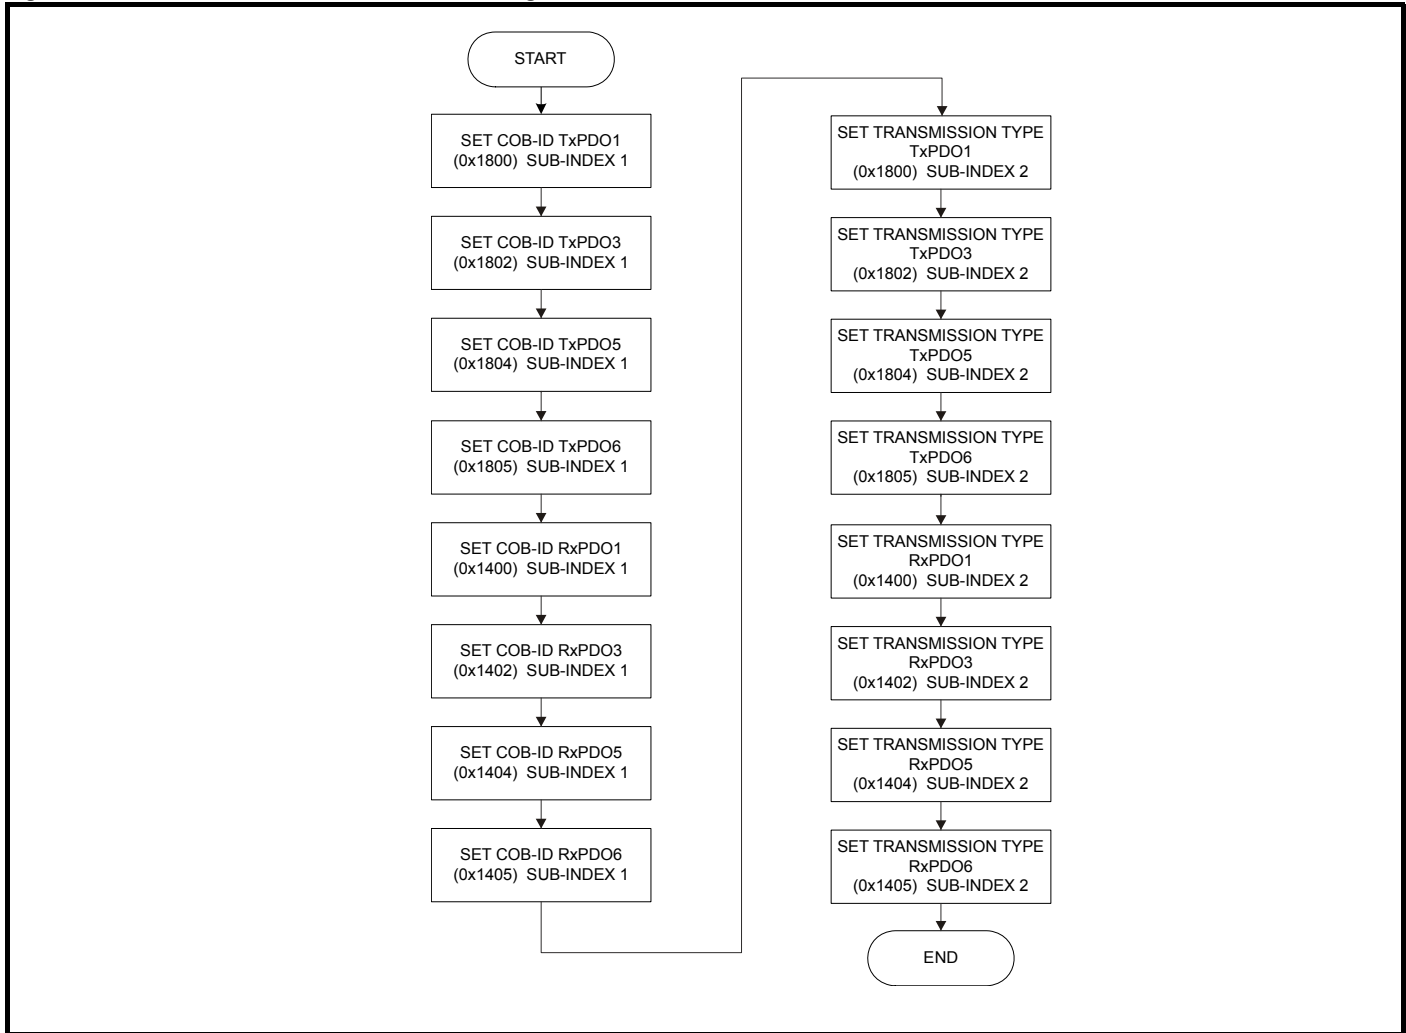 START
SET COB-ID TxPDO1
(0x1800) SUB-INDEX 1
SET COB-ID TxPDO3
(0x1802) SUB-INDEX 1
SET COB-ID TxPDO5
(0x1804) SUB-INDEX 1
SET COB-ID TxPDO6
(0x1805) SUB-INDEX 1
SET COB-ID RxPDO1
(0x1400) SUB-INDEX 1
SET COB-ID RxPDO3
(0x1402) SUB-INDEX 1
SET COB-ID RxPDO5
(0x1404) SUB-INDEX 1
SET COB-ID RxPDO6
(0x1405) SUB-INDEX 1
SET TRANSMISSION TYPE
TxPDO1
(0x1800) SUB-INDEX 2
SET TRANSMISSION TYPE
TxPDO3
(0x1802) SUB-INDEX 2
SET TRANSMISSION TYPE
TxPDO5
(0x1804) SUB-INDEX 2
SET TRANSMISSION TYPE
TxPDO6
(0x1805) SUB-INDEX 2
SET TRANSMISSION TYPE
RxPDO1
(0x1400) SUB-INDEX 2
SET TRANSMISSION TYPE
RxPDO3
(0x1402) SUB-INDEX 2
SET TRANSMISSION TYPE
RxPDO5
(0x1404) SUB-INDEX 2
SET TRANSMISSION TYPE
RxPDO6
(0x1405) SUB-INDEX 2
END